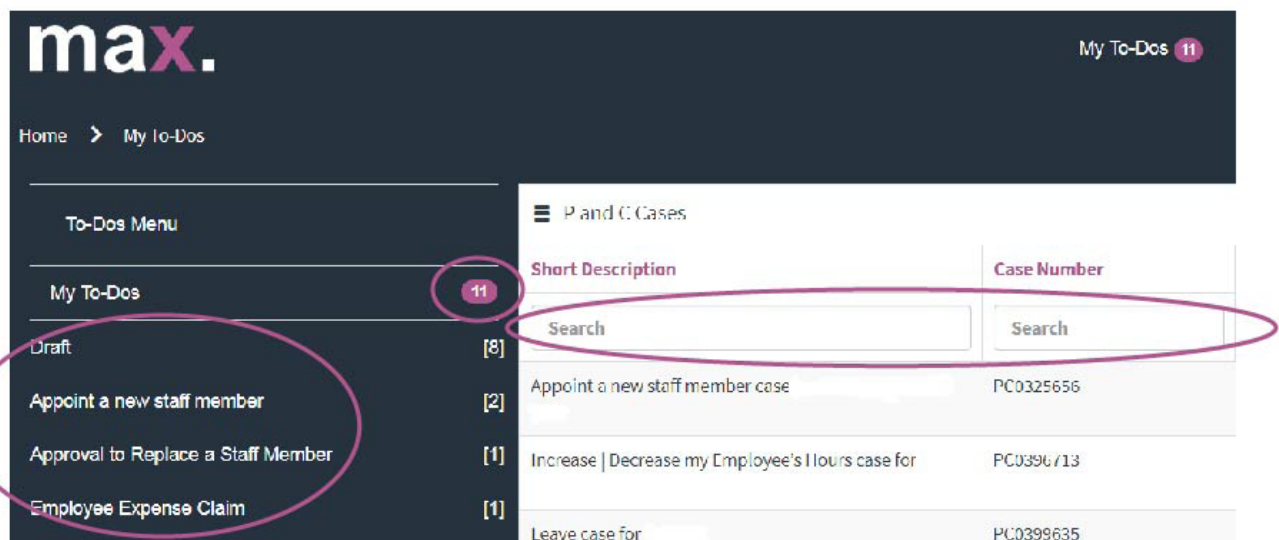 max.
My To-Dos 11
Home > My To-Dos
To-Dos Menu
My To-Dos 11
Draft [8]
Appoint a new staff member [2]
Approval to Replace a Staff Member [1]
Employee Expense Claim [1]
P and C Cases
Short Description Case Number
Search Search
Appoint a new staff member case PC0325656
Increase | Decrease my Employee's Hours case for PC0396713
Leave case for PC0399635